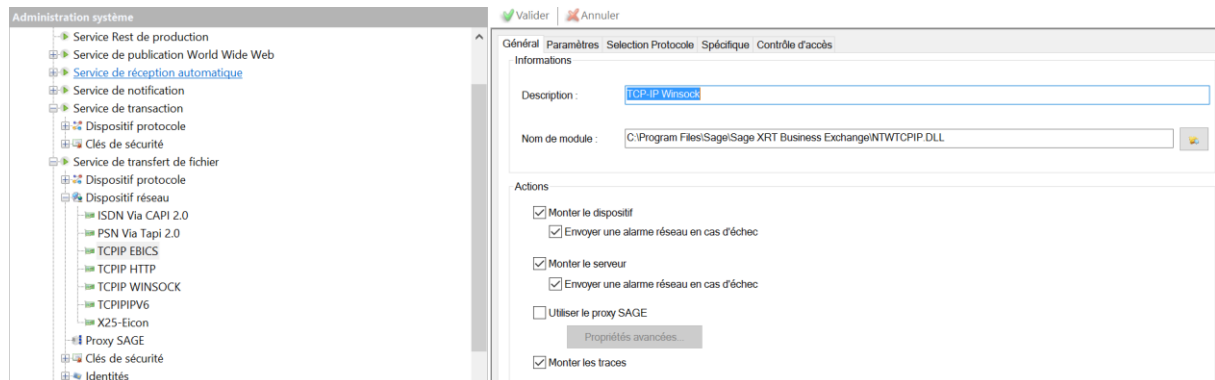 Administration système
Service Rest de production
Service de publication World Wide Web
Service de réception automatique
Service de notification
Service de transaction
Dispositif protocole
Clés de sécurité
Service de transfert de fichier
Dispositif protocole
Dispositif réseau
ISDN Via CAPI 2.0
PSN Via Tapi 2.0
TCPIP EBICS
TCPIP HTTP
TCPIP WINSOCK
TCPIPIPV6
X25-Eicon
Proxy SAGE
Clés de sécurité
Identités
Valider Annuler
Général Paramètres Selection Protocole Spécifique Contrôle d'accès
Informations
Description : TCP-IP Winsock
Nom de module : C:\Program Files\Sage\Sage XRT Business Exchange\NTWTCPIP.DLL
Actions
Monter le dispositif
Envoyer une alarme réseau en cas d'échec
Monter le serveur
Envoyer une alarme réseau en cas d'échec
Utiliser le proxy SAGE
Propriétés avancées...
Monter les traces